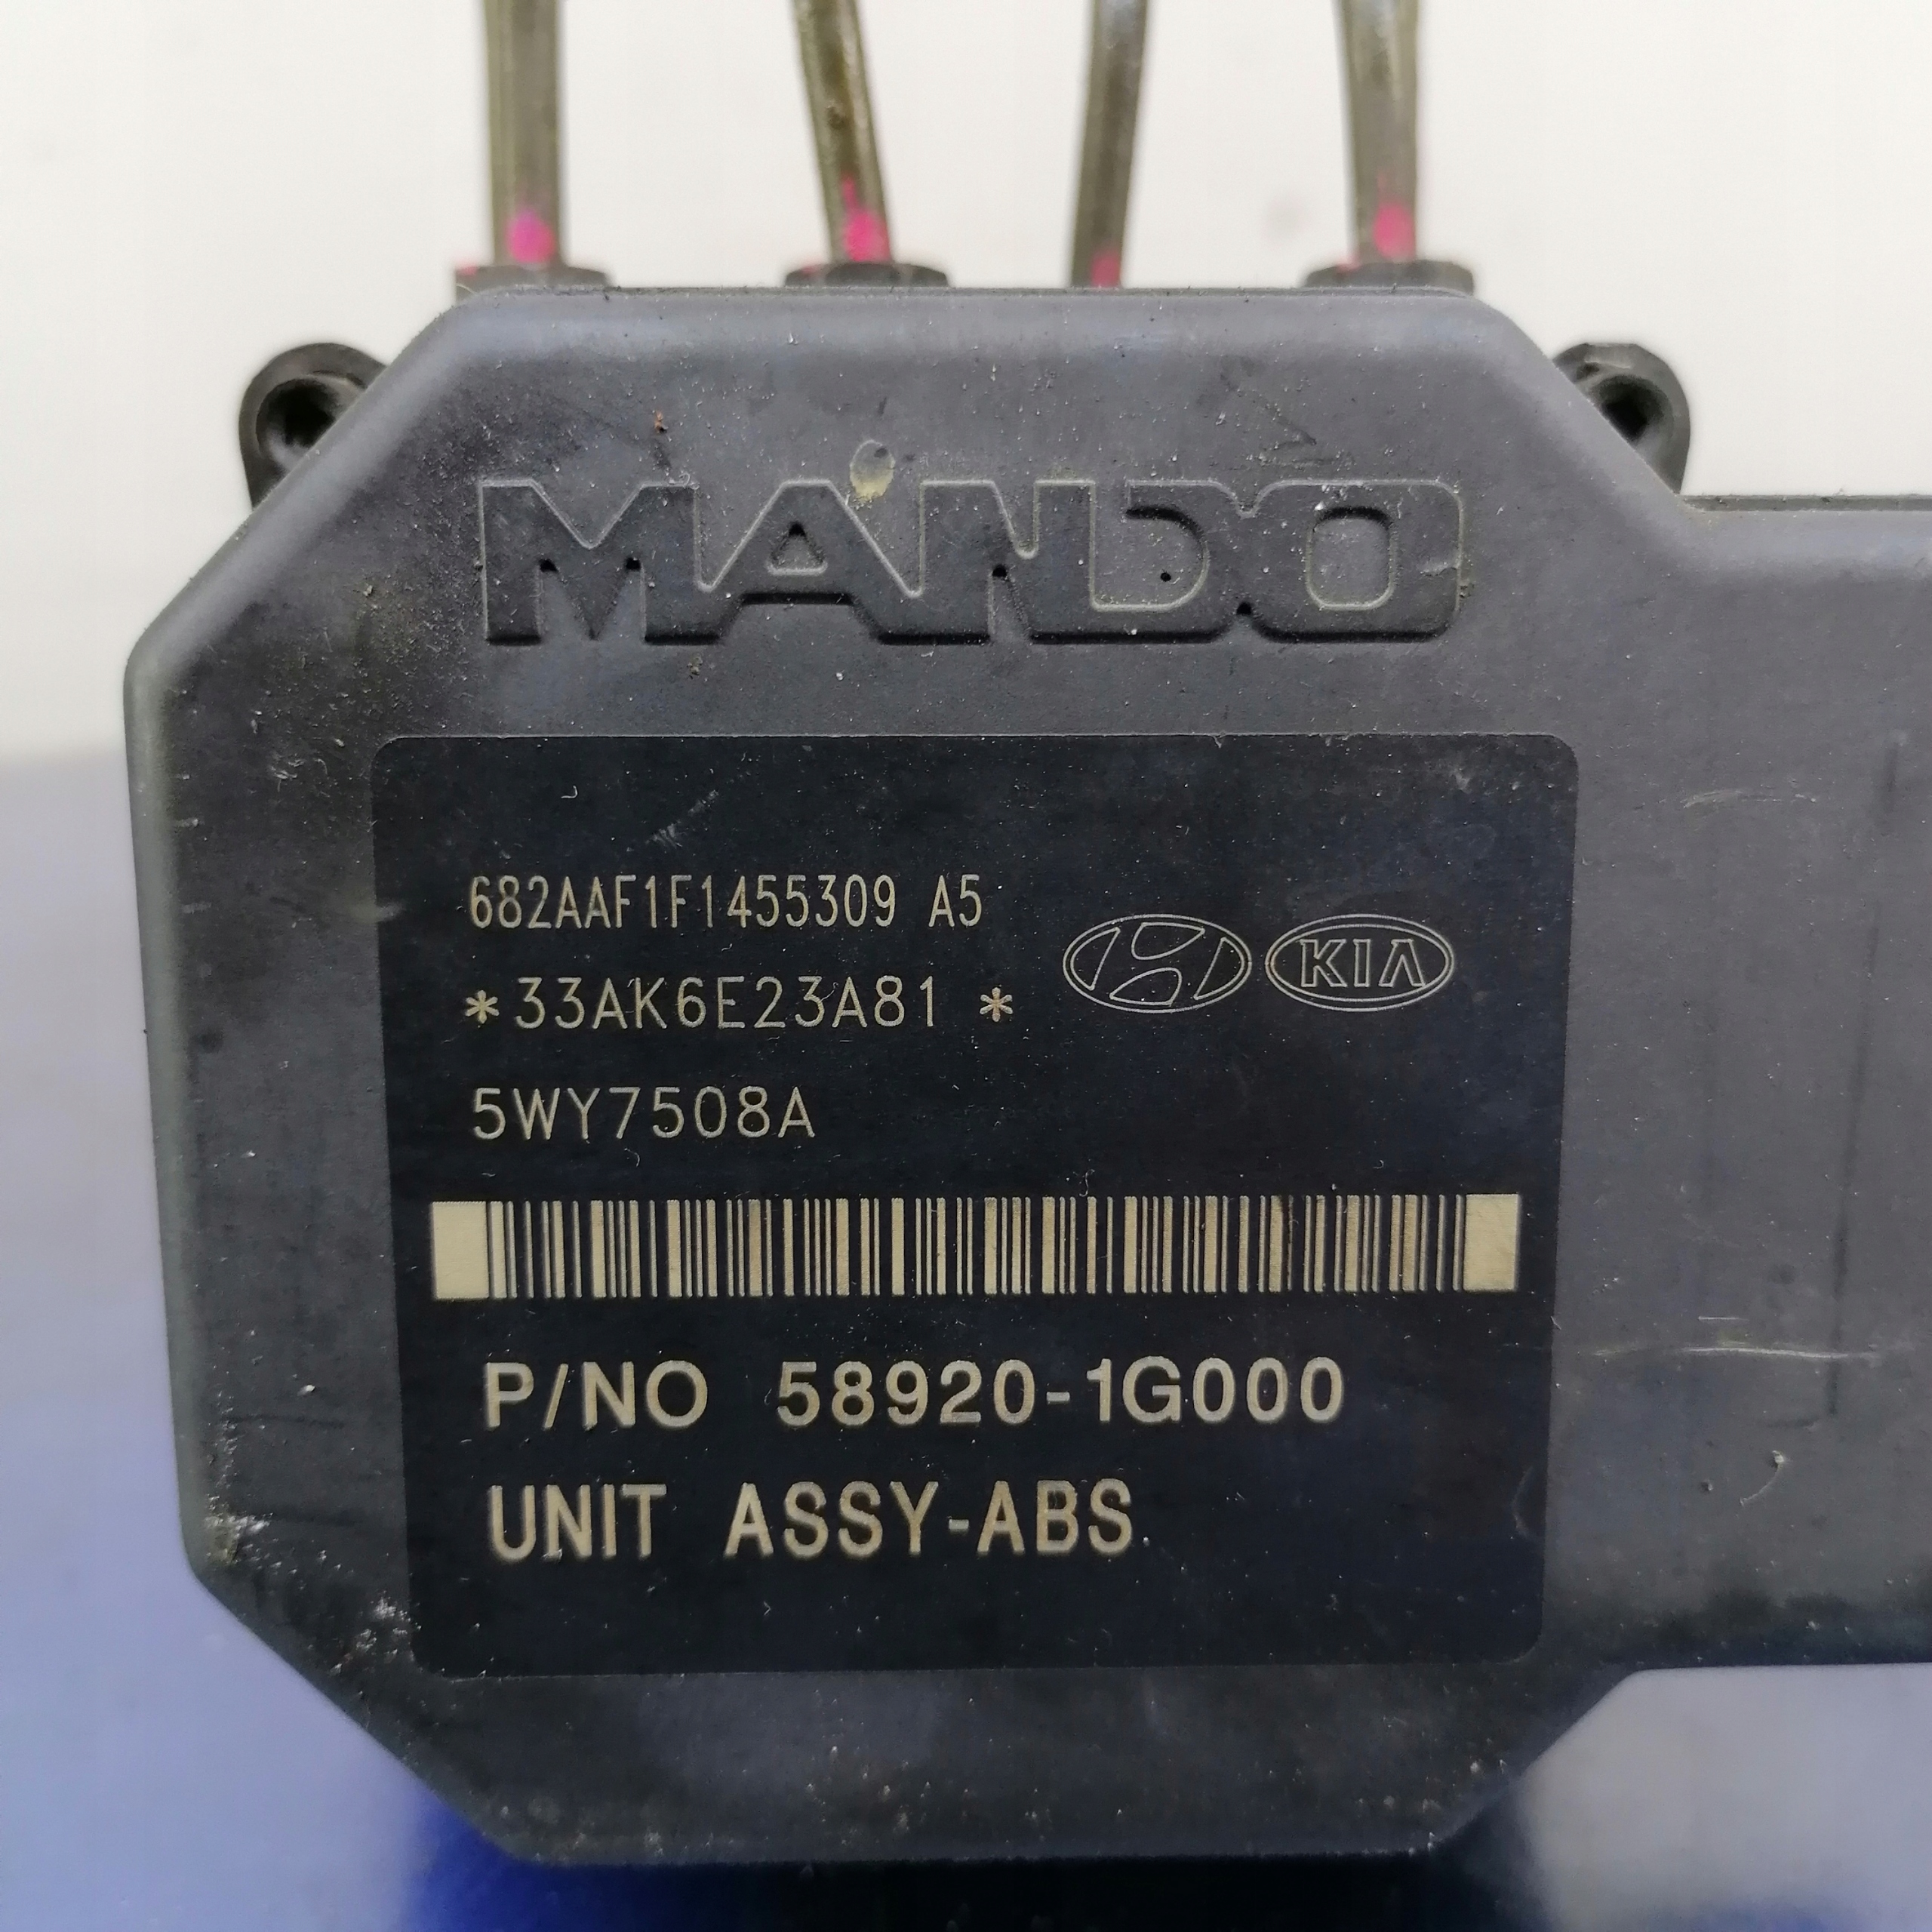 MANDO
682AAF1F1455309 A5
*33AK6E23A81 *
KIA
5WY7508A
P/NO 58920-1G000
UNIT ASSY-ABS